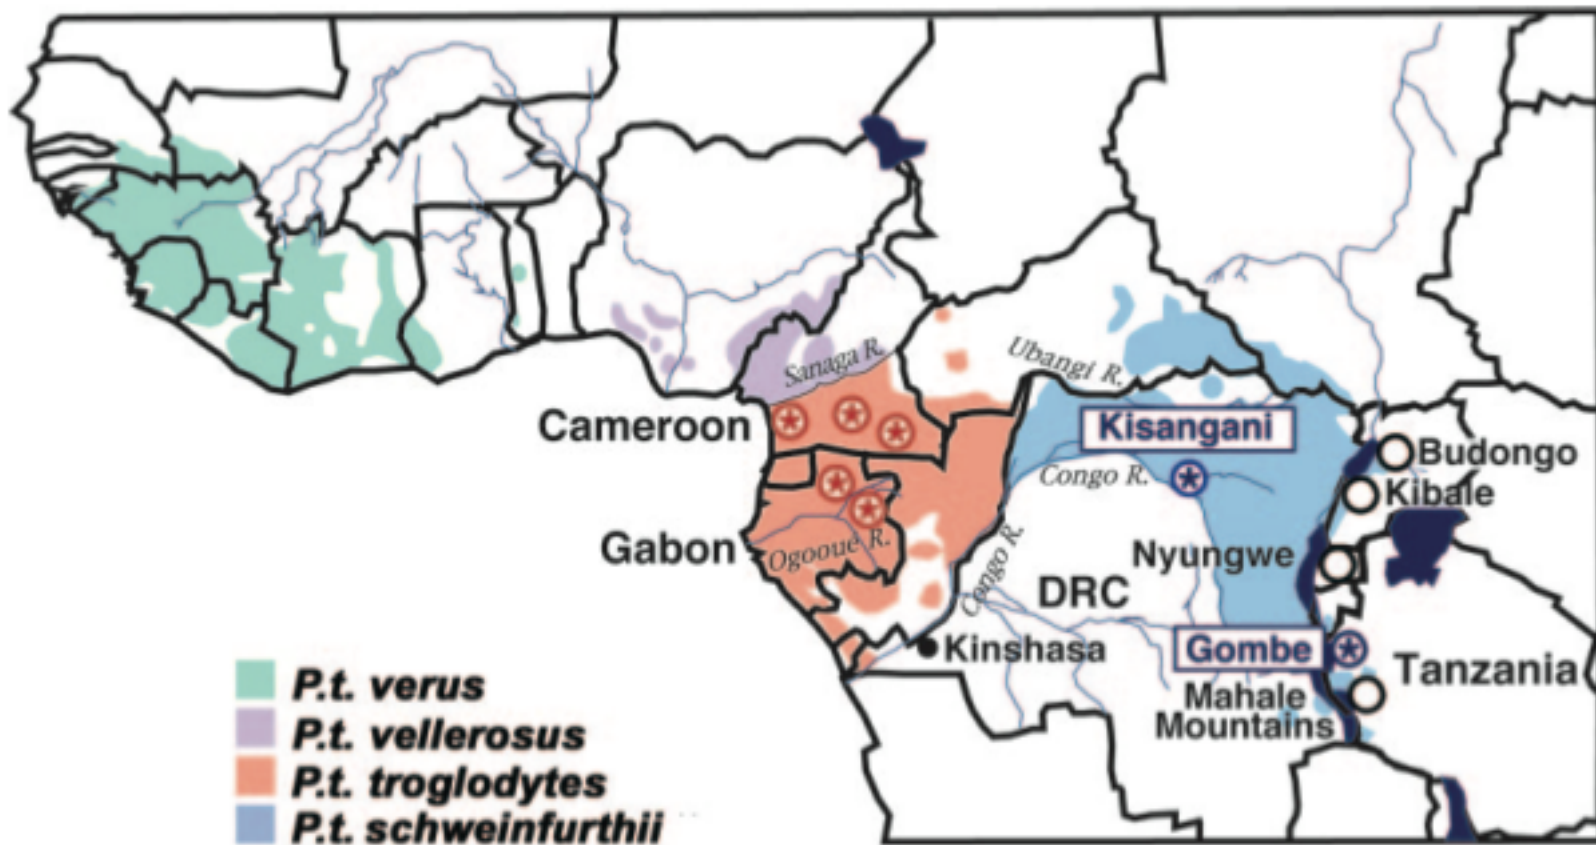 Sanaga R.
Ubangi R.
Cameroon
Kisangani
Budongo
Congo R.
Kibale
Gabon
Ogooue R.
Nyungwe
Congo R.
DRC
Kinshasa
Gombe
Tanzania
Mahale
Mountains
P.t. verus
P.t. vellerosus
P.t. troglodytes
P.t. schweinfurthii